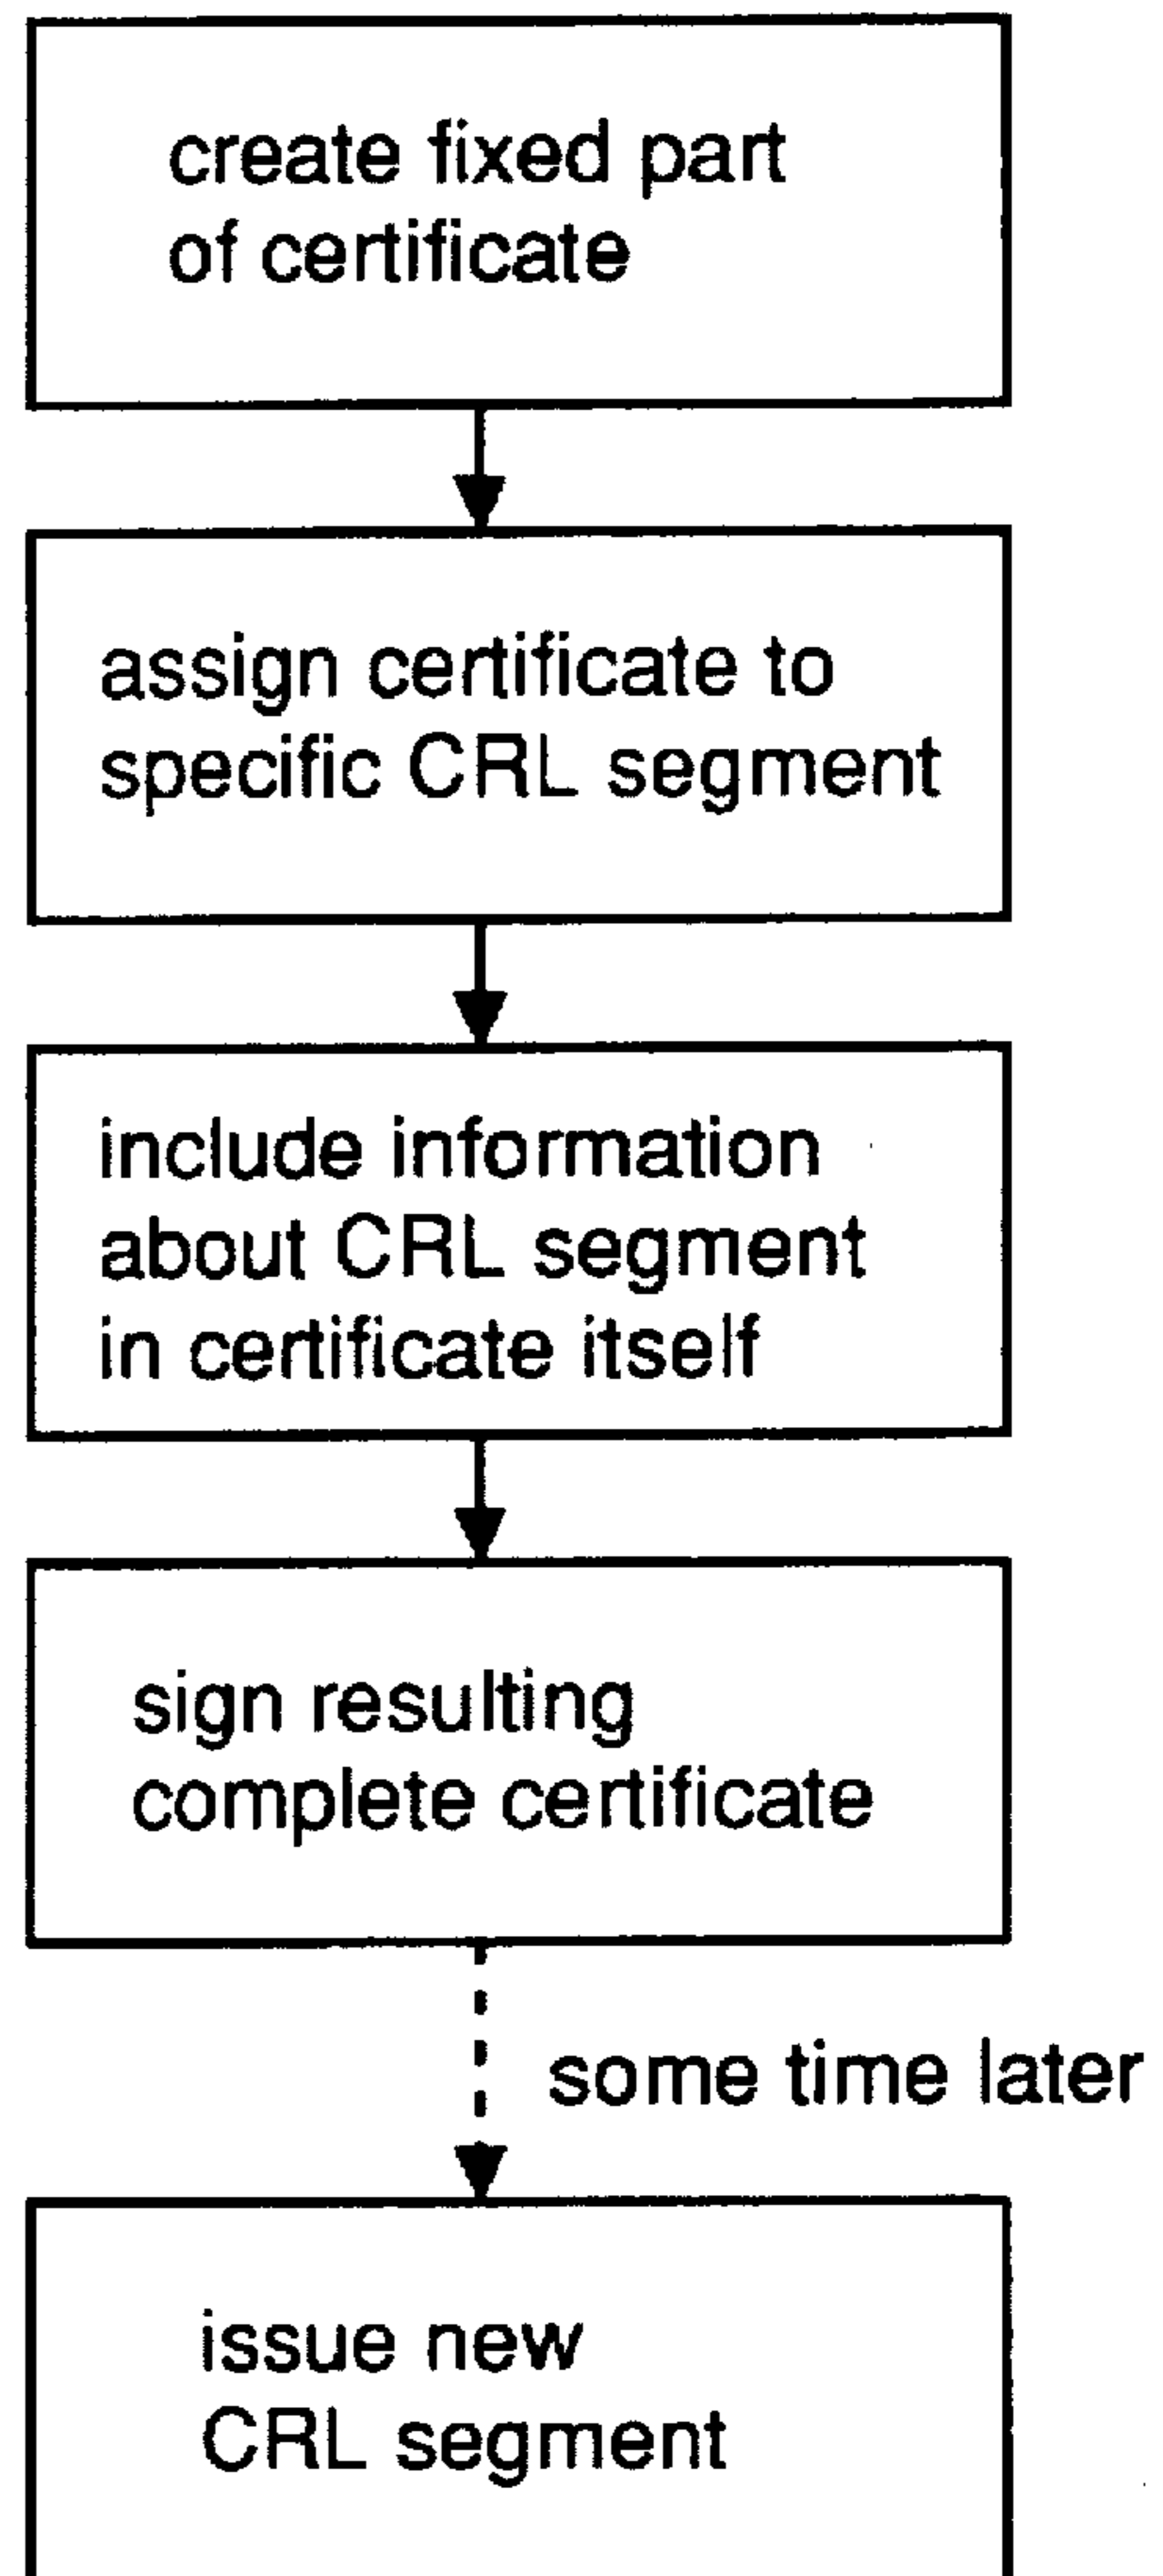 create fixed part
of certificate
assign certificate to
specific CRL segment
include information
about CRL segment
in certificate itself
sign resulting
complete certificate
some time later
issue new
CRL segment